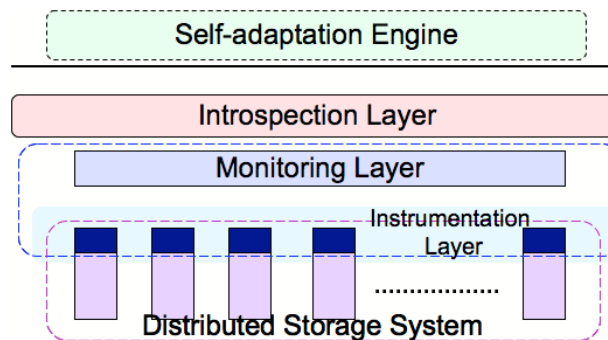 Self-adaptation Engine
Introspection Layer
Monitoring Layer
Instrumentation
Layer
Distributed Storage System